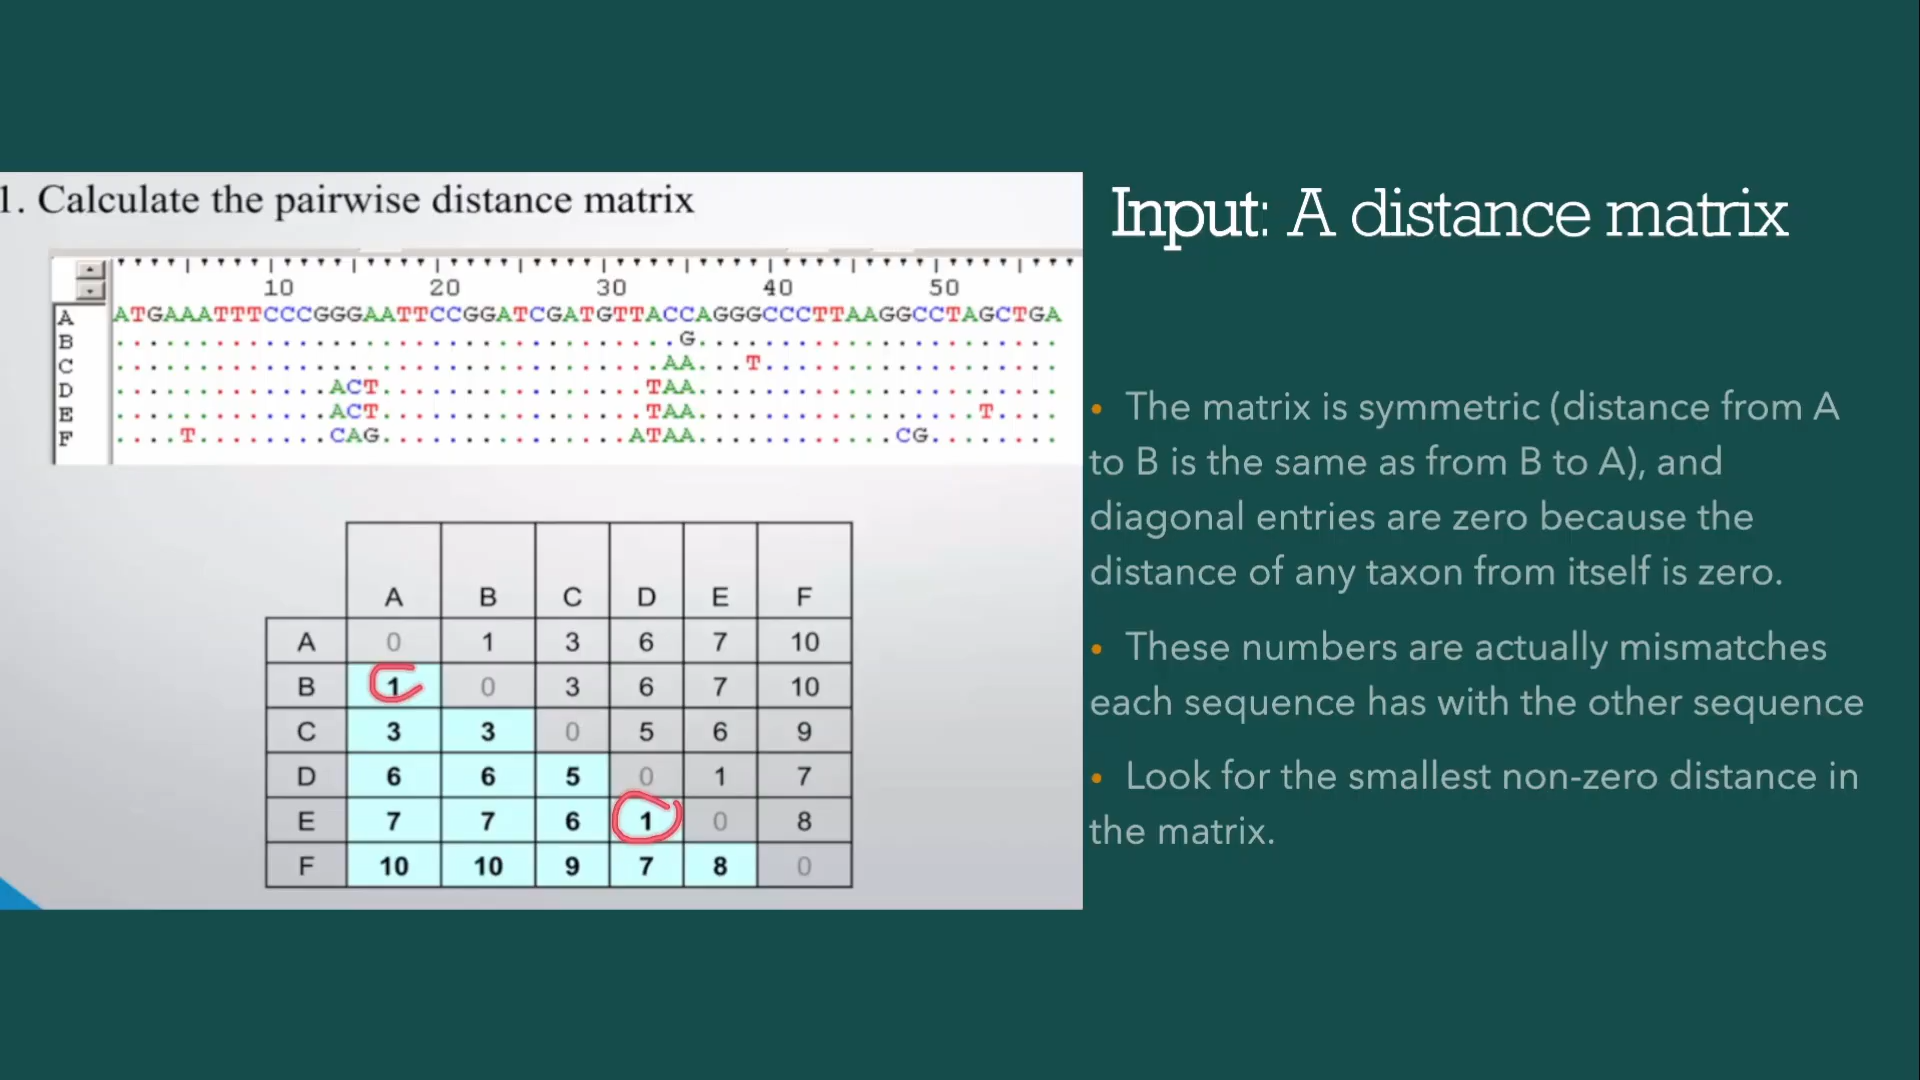 1. Calculate the pairwise distance matrix
10 20 30 40 50
A ATGAAATTTCCCGGGAATTCCGGATCGATGTTACCAGGGCCCTTAAGGCCTAGCTGA
B ..................................G......................
C .................................AA...T..................
D .............ACT................TAA......................
E .............ACT................TAA.................T....
F ....T........CAG...............ATAA............CG........
A B C D E F
A 0 1 3 6 7 10
B 1 0 3 6 7 10
C 3 3 0 5 6 9
D 6 6 5 0 1 7
E 7 7 6 1 0 8
F 10 10 9 7 8 0
Input: A distance matrix
• The matrix is symmetric (distance from A
to B is the same as from B to A), and
diagonal entries are zero because the
distance of any taxon from itself is zero.
• These numbers are actually mismatches
each sequence has with the other sequence
• Look for the smallest non-zero distance in
the matrix.